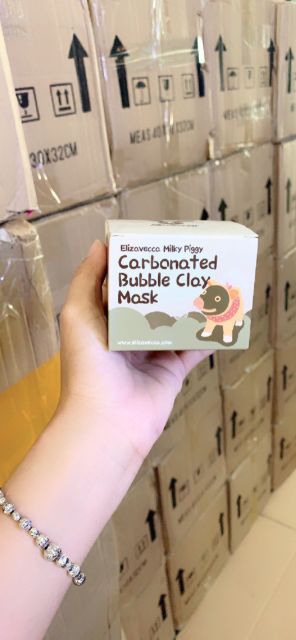 Elizavecca Milky Piggy
Carbonated
Bubble Clay
Mask
30X32CM